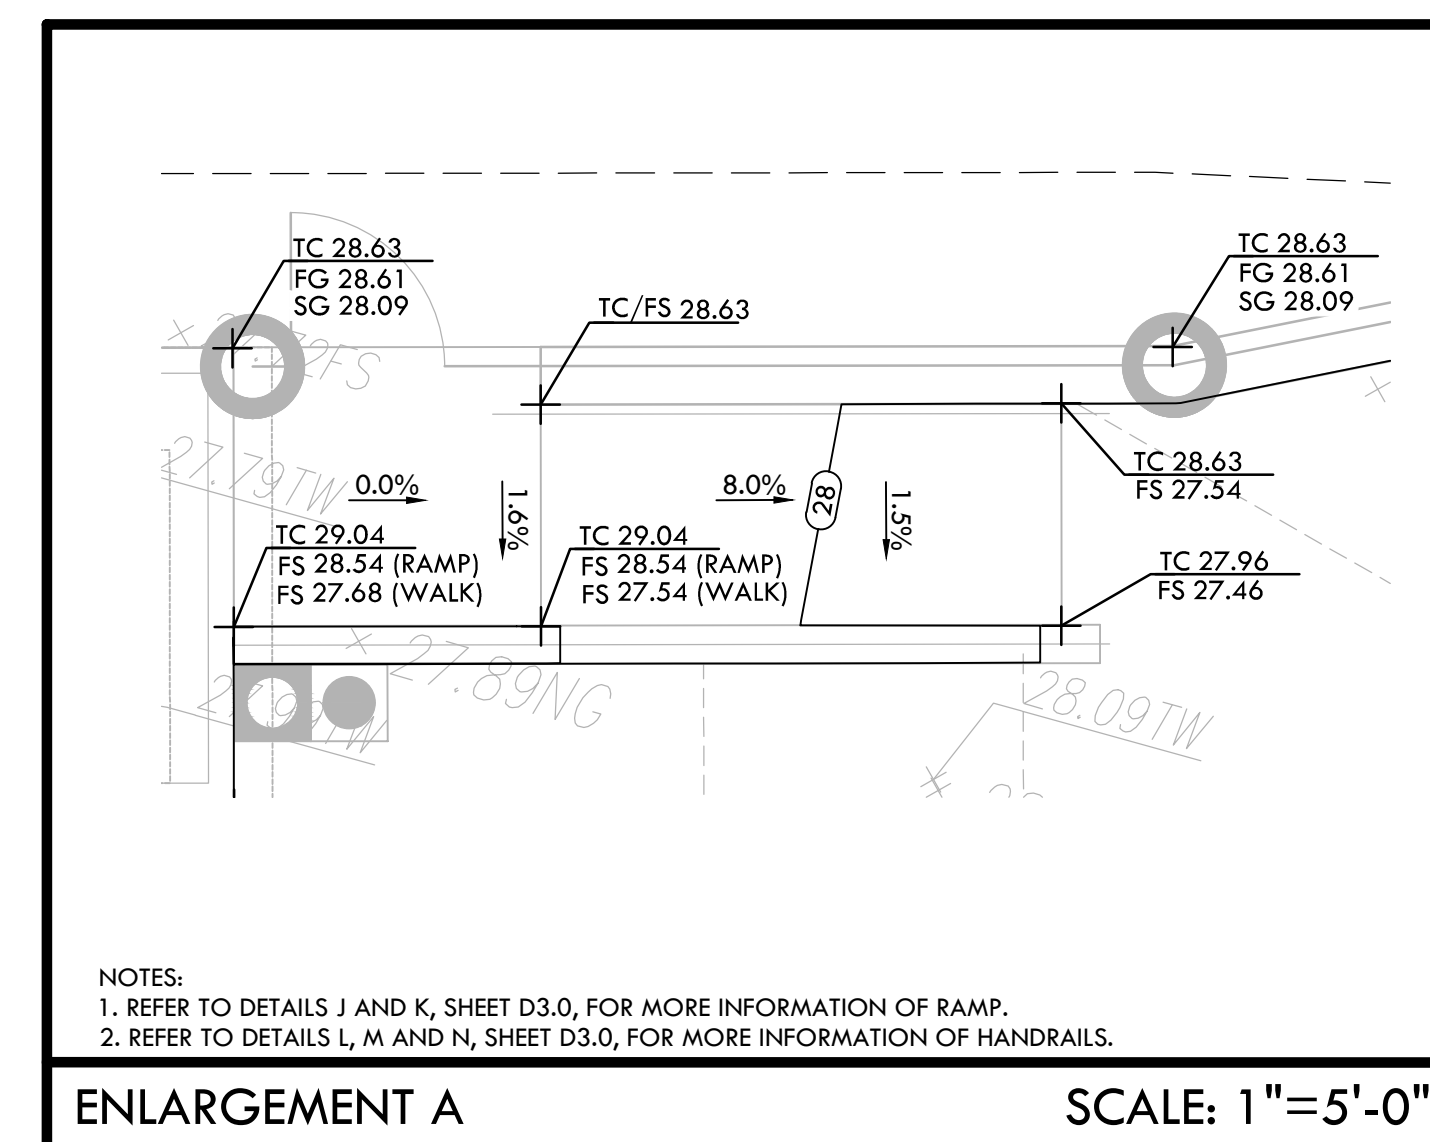 TC 28.63
FG 28.61
SG 28.09
TC/FS 28.63
TC 28.63
FG 28.61
SG 28.09
27.79TW
0.0%
1.6%
8.0%
28
1.5%
TC 28.63
FS 27.54
TC 29.04
FS 28.54 (RAMP)
FS 27.68 (WALK)
TC 29.04
FS 28.54 (RAMP)
FS 27.54 (WALK)
TC 27.96
FS 27.46
27.89NG
28.09TW
NOTES:
1. REFER TO DETAILS J AND K, SHEET D3.0, FOR MORE INFORMATION OF RAMP.
2. REFER TO DETAILS L, M AND N, SHEET D3.0, FOR MORE INFORMATION OF HANDRAILS.
ENLARGEMENT A
SCALE: 1"=5'-0"